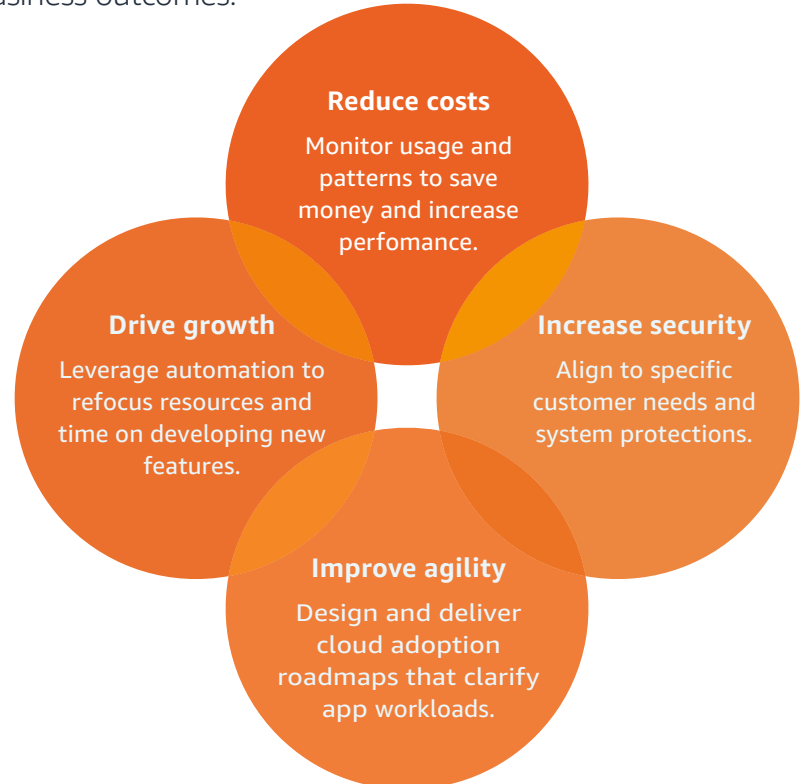 usiness outcomes.
Reduce costs
Monitor usage and
patterns to save
money and increase
perfomance.
Drive growth
Leverage automation to
refocus resources and
time on developing new
features.
Increase security
Align to specific
customer needs and
system protections.
Improve agility
Design and deliver
cloud adoption
roadmaps that clarify
app workloads.